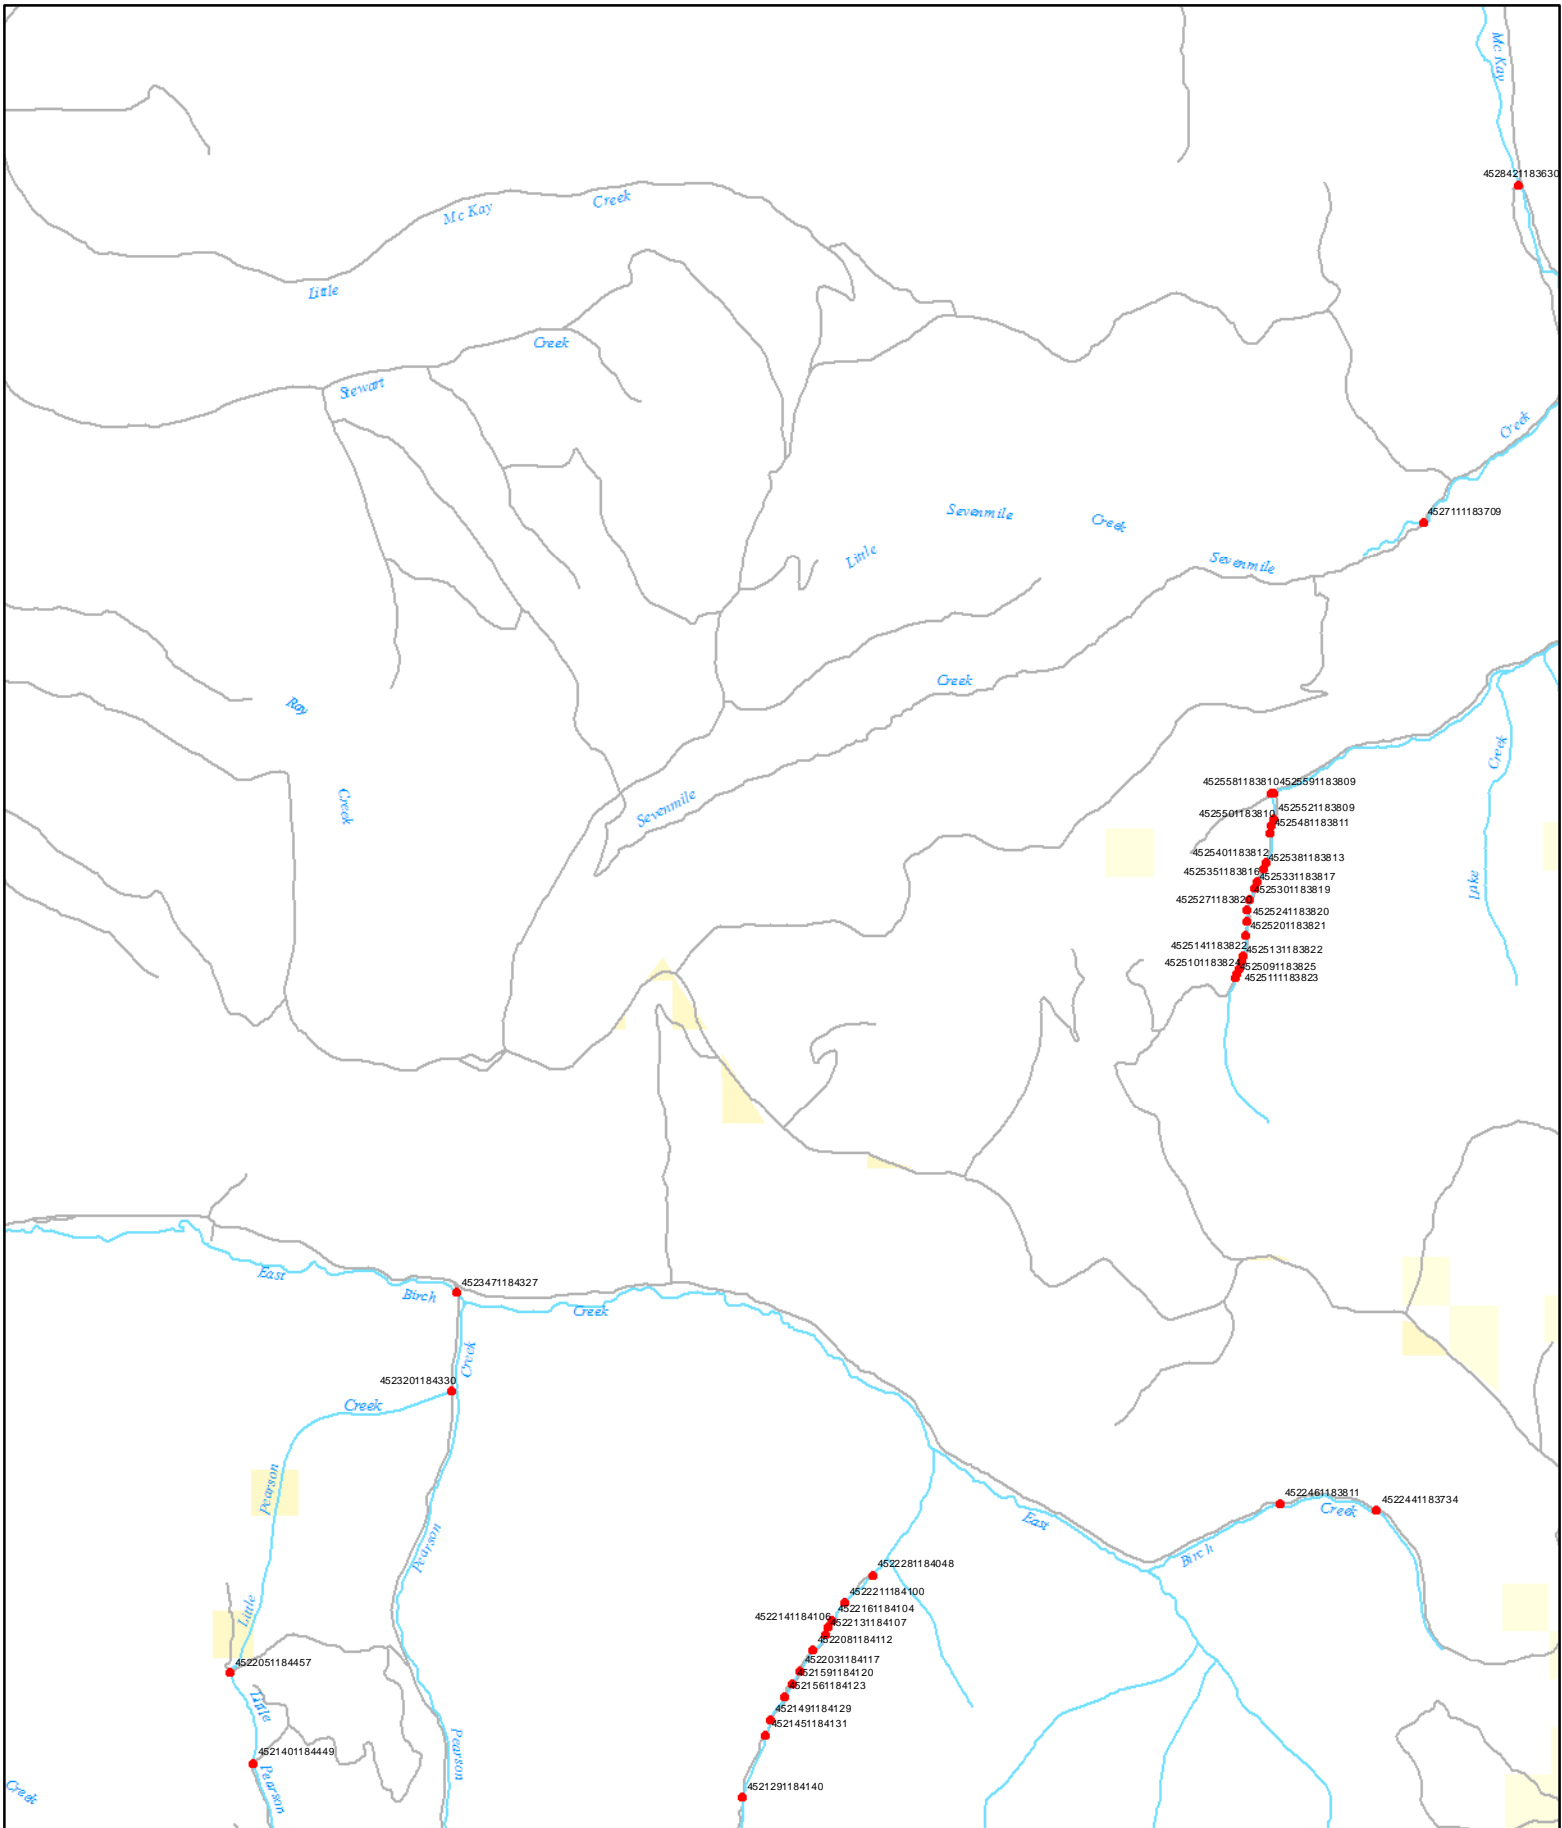 Mc Kay
4528421183630
Creek
Mc Kay
Little
Creek
Stewart
Creek
Sevenmile
Creek
4527111183709
Little
Sevenmile
Creek
Ray
Creek
Sevenmile
Creek
4525581183810
4525591183809
4525521183809
4525501183810
4525481183811
4525401183812
4525381183813
4525351183816
4525331183817
4525301183819
Lake
4525271183820
4525241183820
4525201183821
4525141183822
4525131183822
4525101183824
4525091183825
4525111183823
East
4523471184327
Birch
Creek
Creek
4523201184330
Creek
Pearson
4522461183811
4522441183734
Creek
East
Pearson
Birch
4522281184048
4522211184100
Little
4522161184104
4522141184106
4522131184107
4522081184112
4522051184457
4522031184117
4521591184120
4521561184123
Little
4521491184129
4521451184131
Pearson
4521401184449
Pearson
Creek
4521291184140